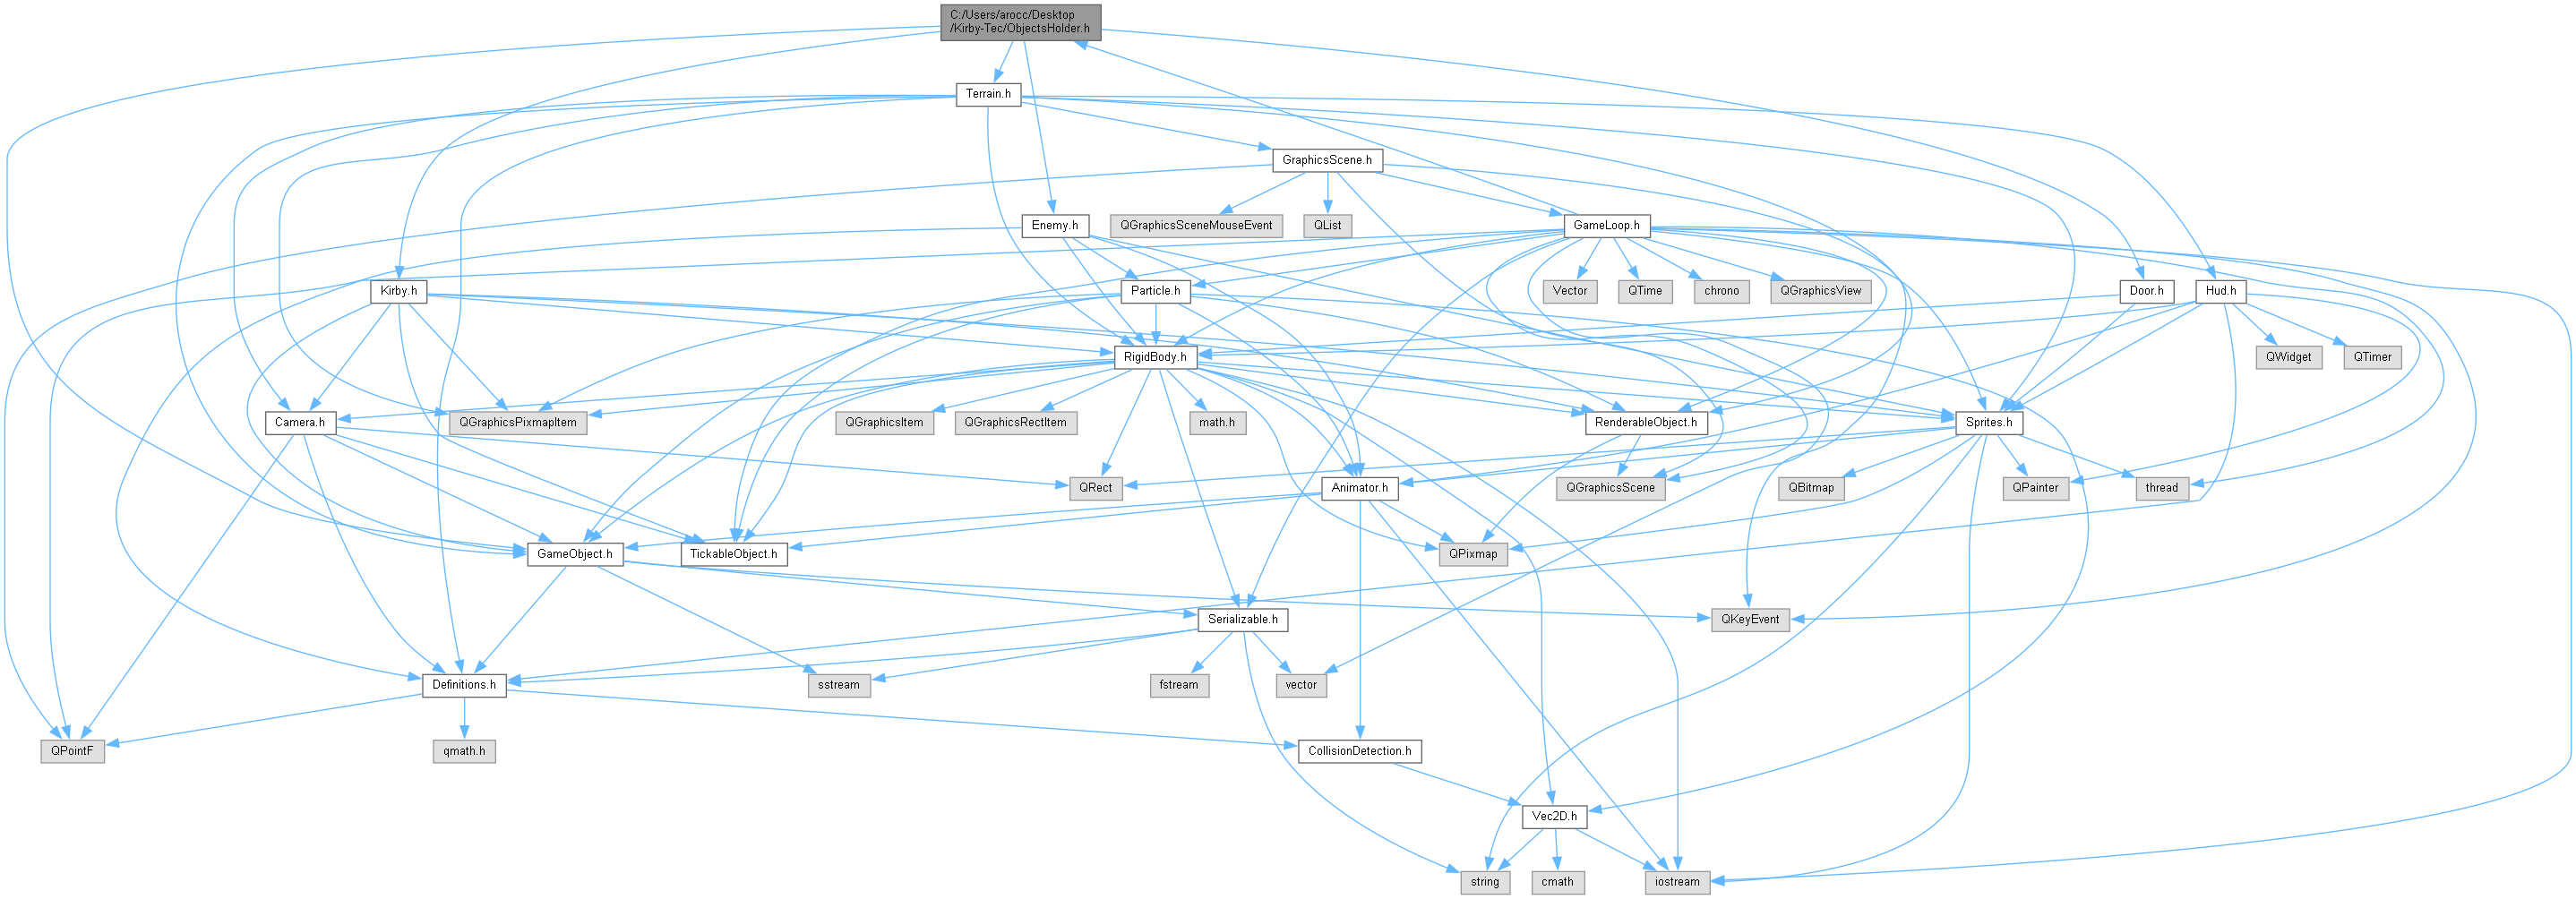 C:/Users/arocc/Desktop
/Kirby-Tec/ObjectsHolder.h
Terrain.h
GraphicsScene.h
QGraphicsSceneMouseEvent
QList
Enemy.h
GameLoop.h
Kirby.h
Particle.h
Vector
QTime
chrono
QGraphicsView
Door.h
Hud.h
RigidBody.h
QWidget
QTimer
Camera.h
QGraphicsPixmapItem
QGraphicsItem
QGraphicsRectItem
math.h
RenderableObject.h
Sprites.h
QRect
Animator.h
QGraphicsScene
QBitmap
QPainter
thread
GameObject.h
TickableObject.h
QPixmap
Serializable.h
QKeyEvent
Definitions.h
sstream
fstream
vector
QPointF
qmath.h
CollisionDetection.h
Vec2D.h
string
cmath
iostream